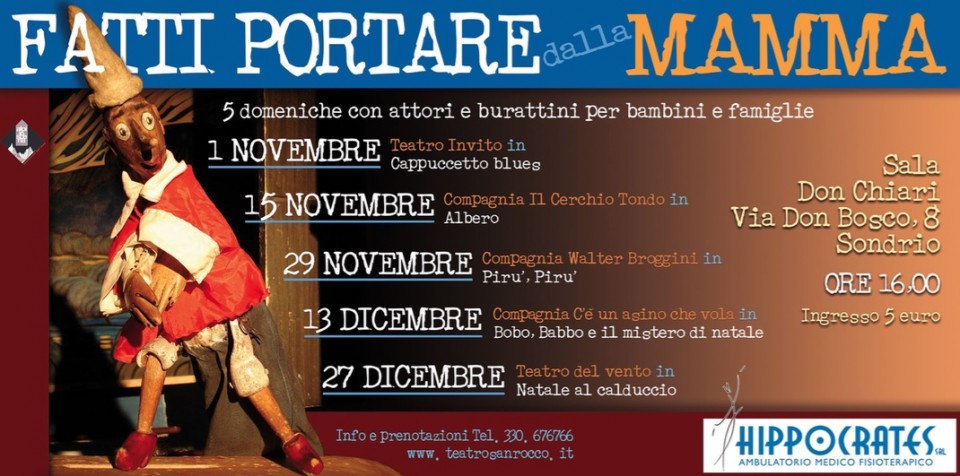 FATTI PORTARE dalla MAMMA
5 domeniche con attori e burattini per bambini e famiglie
1 NOVEMBRE Teatro Invito in
Cappuccetto blues
15 NOVEMBRE Compagnia Il Cerchio Tondo in
Albero
29 NOVEMBRE Compagnia Walter Broggini in
Piru', Piru'
13 DICEMBRE Compagnia C'é un asino che vola in
Bobo, Babbo e il mistero di natale
27 DICEMBRE Teatro del vento in
Natale al calduccio
Sala
Don Chiari
Via Don Bosco, 8
Sondrio
ORE 16,00
Ingresso 5 euro
Info e prenotazioni Tel. 330. 676766
www. teatrosanrocco. it
HIPPOCRATES SRL
AMBULATORIO MEDICO FISIOTERAPICO